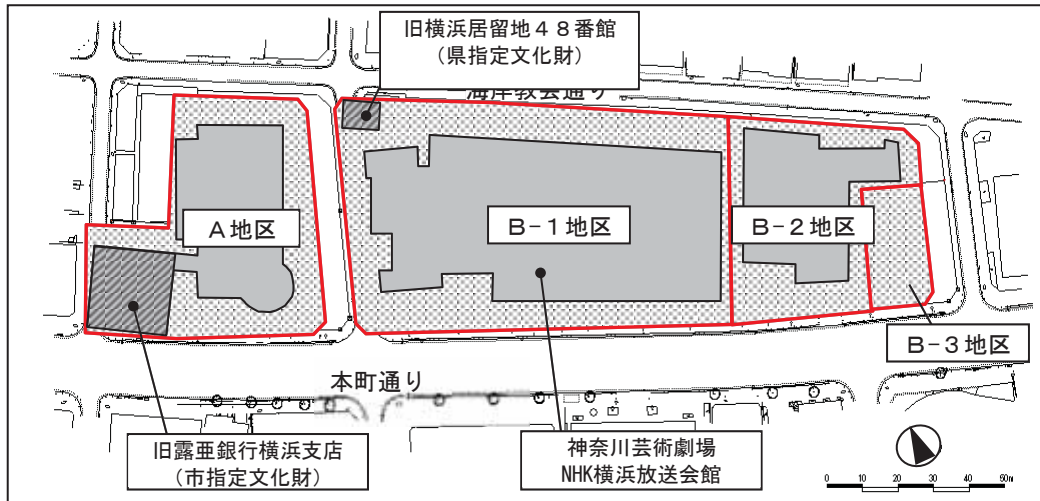 旧横浜居留地４８番館
（県指定文化財）
海岸教会通り
Ａ地区
Ｂ－１地区
Ｂ－２地区
Ｂ－３地区
本町通り
旧露亜銀行横浜支店
（市指定文化財）
神奈川芸術劇場
NHK横浜放送会館
0 10 20 30 40 50m